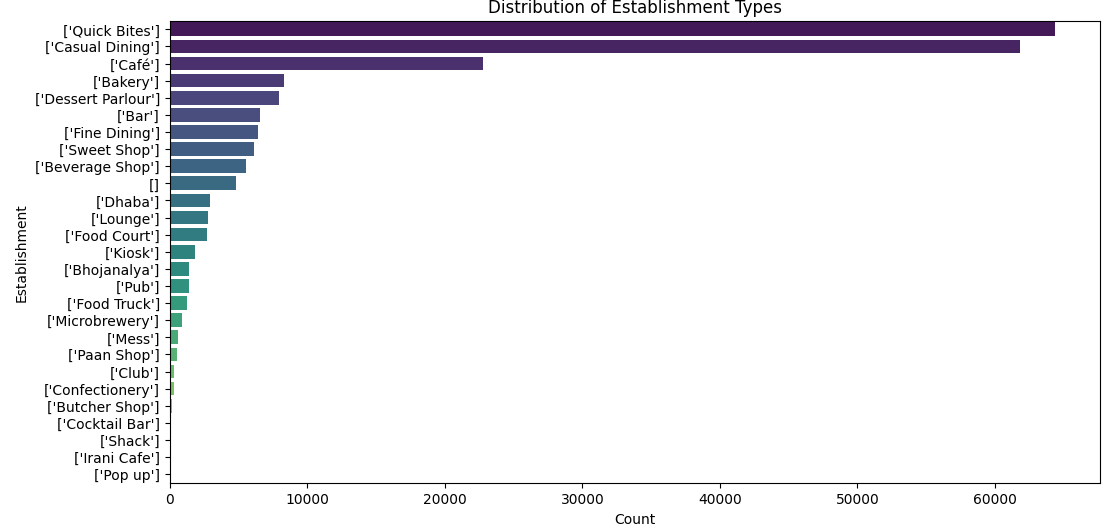 Distribution of Establishment Types
['Quick Bites']
['Casual Dining']
['Café']
['Bakery']
['Dessert Parlour']
['Bar']
['Fine Dining']
['Sweet Shop']
['Beverage Shop']
[]
['Dhaba']
['Lounge']
['Food Court']
['Kiosk']
['Bhojanalya']
['Pub']
['Food Truck']
['Microbrewery']
['Mess']
['Paan Shop']
['Club']
['Confectionery']
['Butcher Shop']
['Cocktail Bar']
['Shack']
['Irani Cafe']
['Pop up']
Establishment
0 10000 20000 30000 40000 50000 60000
Count